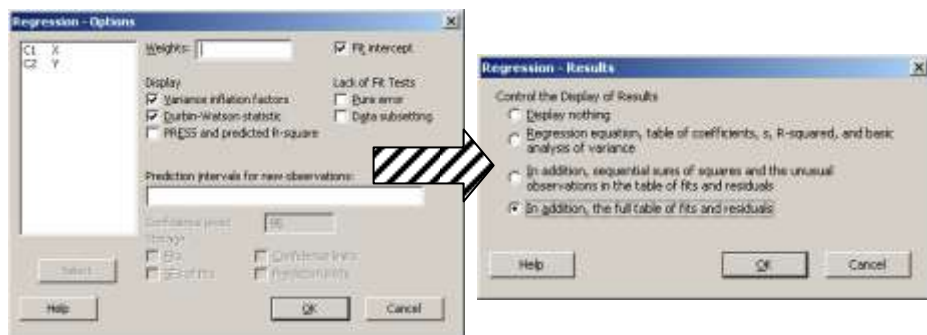 Regression - Options
C1 X
C2 Y
Weights:
Fit intercept
Display
Variance inflation factors
Durbin-Watson statistic
PRESS and predicted R-square
Lack of Fit Tests
Pure error
Data subsetting
Prediction intervals for new observations:
Confidence level:
95
Storage
Fits
SEs of fits
Confidence limits
Prediction limits
Select
Help
OK
Cancel
Regression - Results
Control the Display of Results
Display nothing
Regression equation, table of coefficients, s, R-squared, and basic
analysis of variance
In addition, sequential sums of squares and the unusual
observations in the table of fits and residuals
In addition, the full table of fits and residuals
Help
OK
Cancel